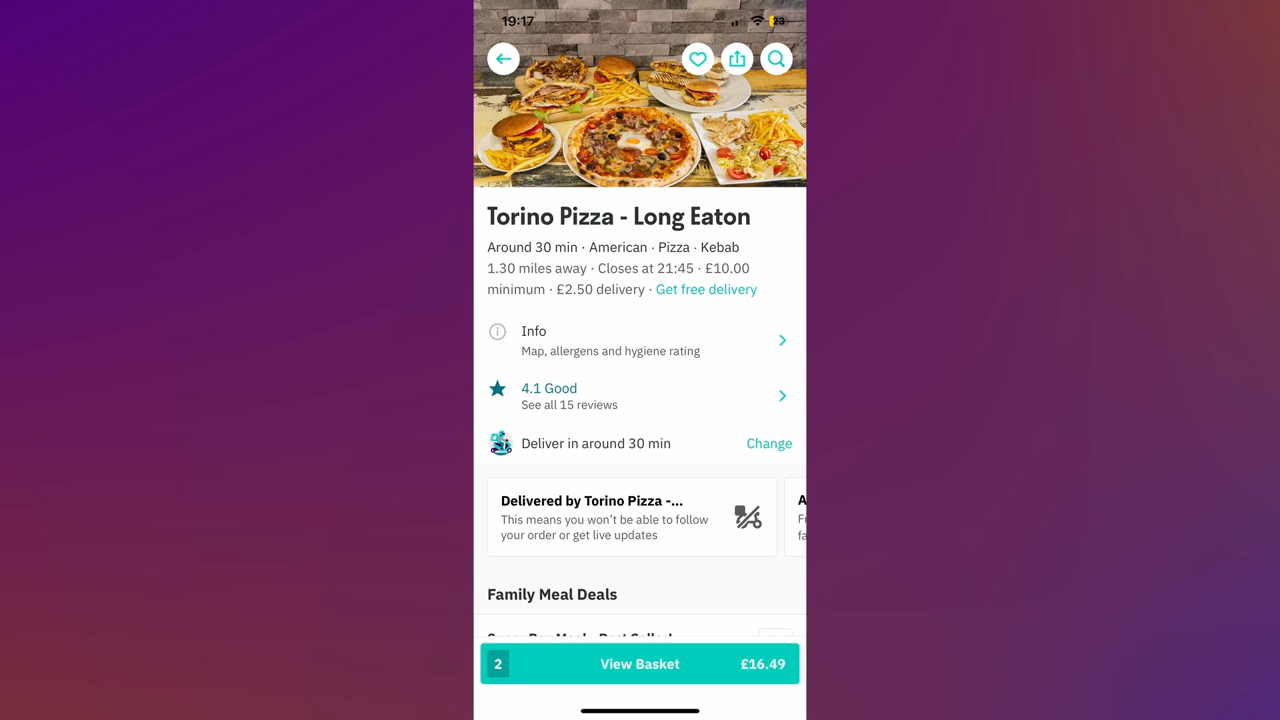 19:17
23
Torino Pizza - Long Eaton
Around 30 min · American · Pizza · Kebab
1.30 miles away · Closes at 21:45 · £10.00
minimum · £2.50 delivery · Get free delivery
Info
Map, allergens and hygiene rating
4.1 Good
See all 15 reviews
Deliver in around 30 min
Change
Delivered by Torino Pizza -...
This means you won't be able to follow
your order or get live updates
A
Fr
fa
Family Meal Deals
2
View Basket
£16.49